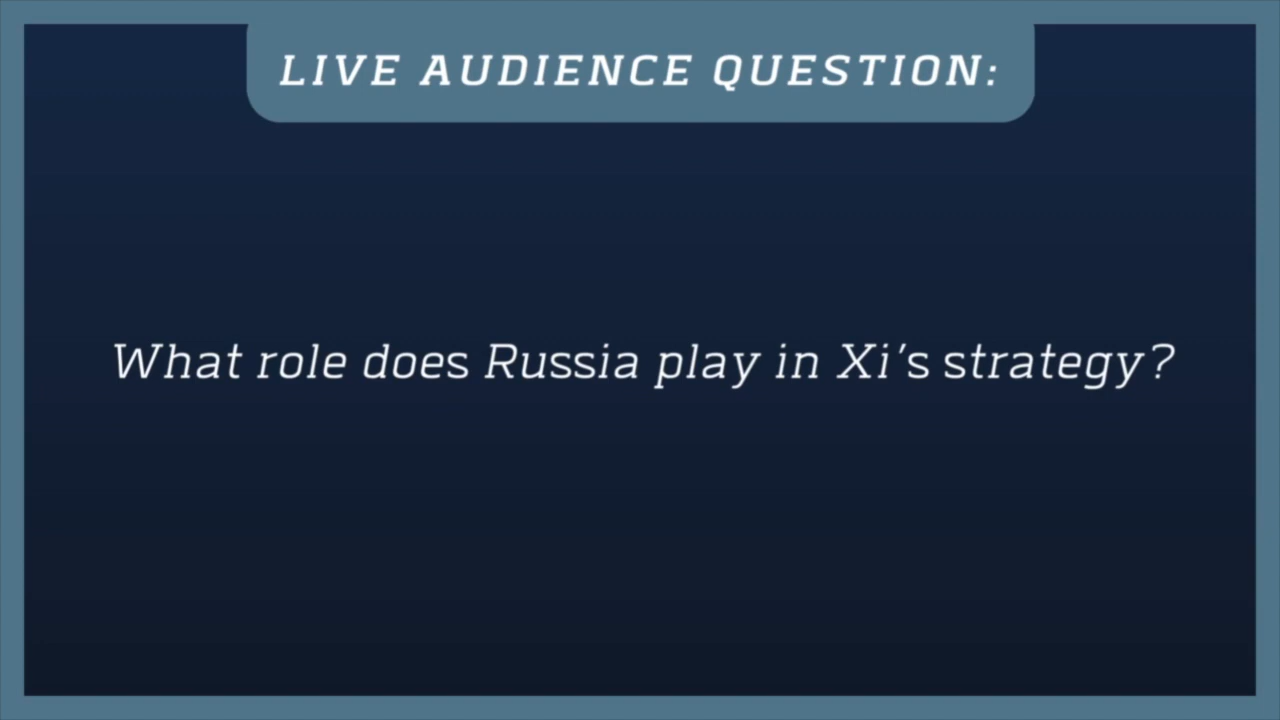 LIVE AUDIENCE QUESTION:
What role does Russia play in Xi's strategy?